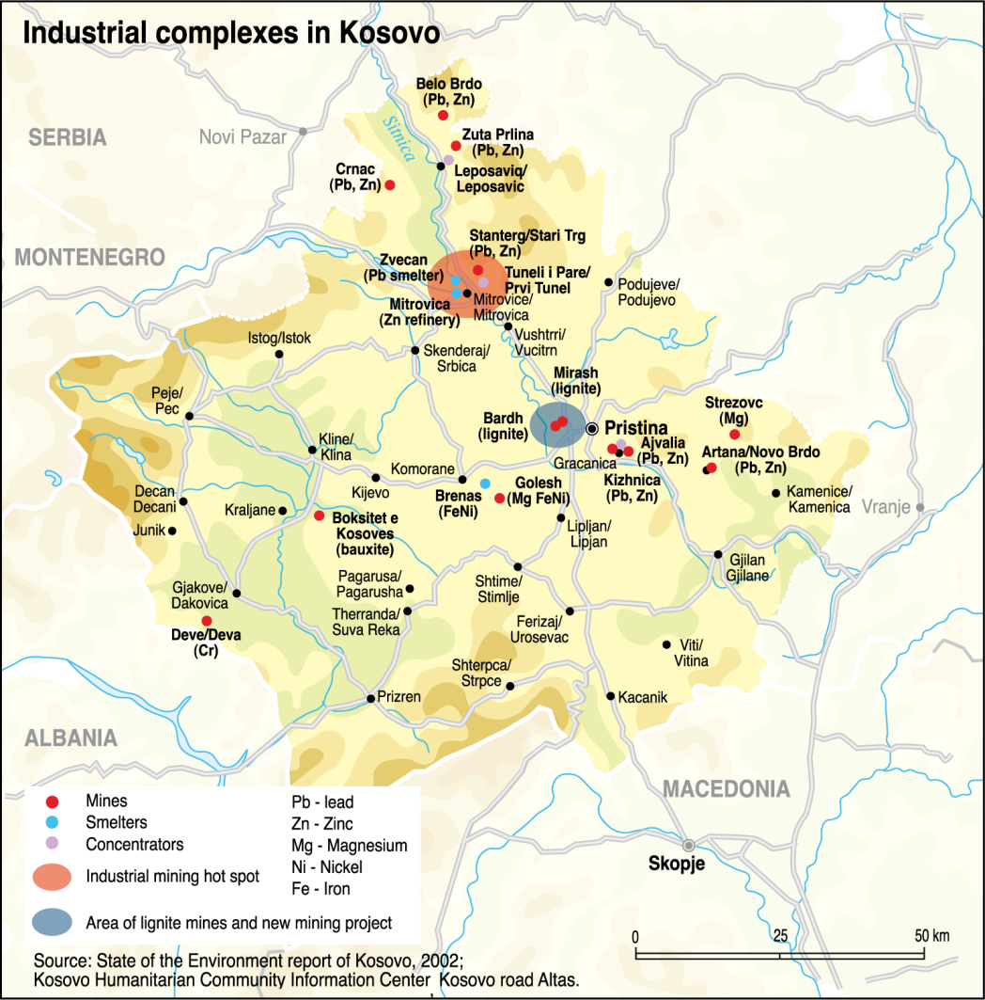 Industrial complexes in Kosovo
Belo Brdo
(Pb, Zn)
SERBIA
Novi Pazar
Sitnica
Zuta Prlina
(Pb, Zn)
Crnac
(Pb, Zn)
Leposaviq/
Leposavic
MONTENEGRO
Stanterg/Stari Trg
(Pb, Zn)
Zvecan
(Pb smelter)
Tuneli i Pare/
Prvi Tunel
Mitrovica
(Zn refinery)
Mitrovice/
Mitrovica
Podujeve/
Podujevo
Istog/Istok
Vushtrri/
Vucitrn
Skenderaj/
Srbica
Mirash
(lignite)
Peje/
Pec
Bardh
(lignite)
Pristina
Strezovc
(Mg)
Kline/
Klina
Gracanica
Ajvalia
(Pb, Zn)
Artana/Novo Brdo
(Pb, Zn)
Komorane
Kijevo
Kizhnica
(Pb, Zn)
Decan
Decani
Kraljane
Brenas
(FeNi)
Golesh
(Mg FeNi)
Kamenice/
Kamenica
Vranje
Junik
Boksitet e
Kosoves
(bauxite)
Lipljan/
Lipjan
Gjakove/
Dakovica
Pagarusa/
Pagarusha
Shtime/
Stimlje
Gjilan
Gjilane
Deve/Deva
(Cr)
Therranda/
Suva Reka
Ferizaj/
Urosevac
Viti/
Vitina
Shterpca/
Strpce
Prizren
Kacanik
ALBANIA
MACEDONIA
Skopje
Mines
Smelters
Concentrators
Industrial mining hot spot
Area of lignite mines and new mining project
Pb - lead
Zn - Zinc
Mg - Magnesium
Ni - Nickel
Fe - Iron
0 25 50 km
Source: State of the Environment report of Kosovo, 2002;
Kosovo Humanitarian Community Information Center Kosovo road Altas.